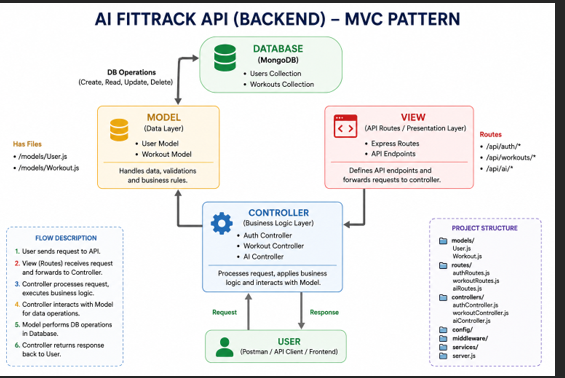 AI FITTRACK API (BACKEND) – MVC PATTERN
DATABASE
(MongoDB)
• Users Collection
• Workouts Collection
DB Operations
(Create, Read, Update, Delete)
MODEL
(Data Layer)
• User Model
• Workout Model
Handles data, validations
and business rules.
Has Files
• /models/User.js
• /models/Workout.js
VIEW
(API Routes / Presentation Layer)
• Express Routes
• API Endpoints
Defines API endpoints and
forwards requests to controller.
Routes
• /api/auth/*
• /api/workouts/*
• /api/ai/*
CONTROLLER
(Business Logic Layer)
• Auth Controller
• Workout Controller
• AI Controller
Processes request, applies business
logic and interacts with Model.
Request
Response
USER
(Postman / API Client / Frontend)
FLOW DESCRIPTION
1. User sends request to API.
2. View (Routes) receives request
and forwards to Controller.
3. Controller processes request,
executes business logic.
4. Controller interacts with Model
for data operations.
5. Model performs DB operations
in Database.
6. Controller returns response
back to User.
PROJECT STRUCTURE
models/
User.js
Workout.js
routes/
authRoutes.js
workoutRoutes.js
aiRoutes.js
controllers/
authController.js
workoutController.js
aiController.js
config/
middleware/
services/
server.js